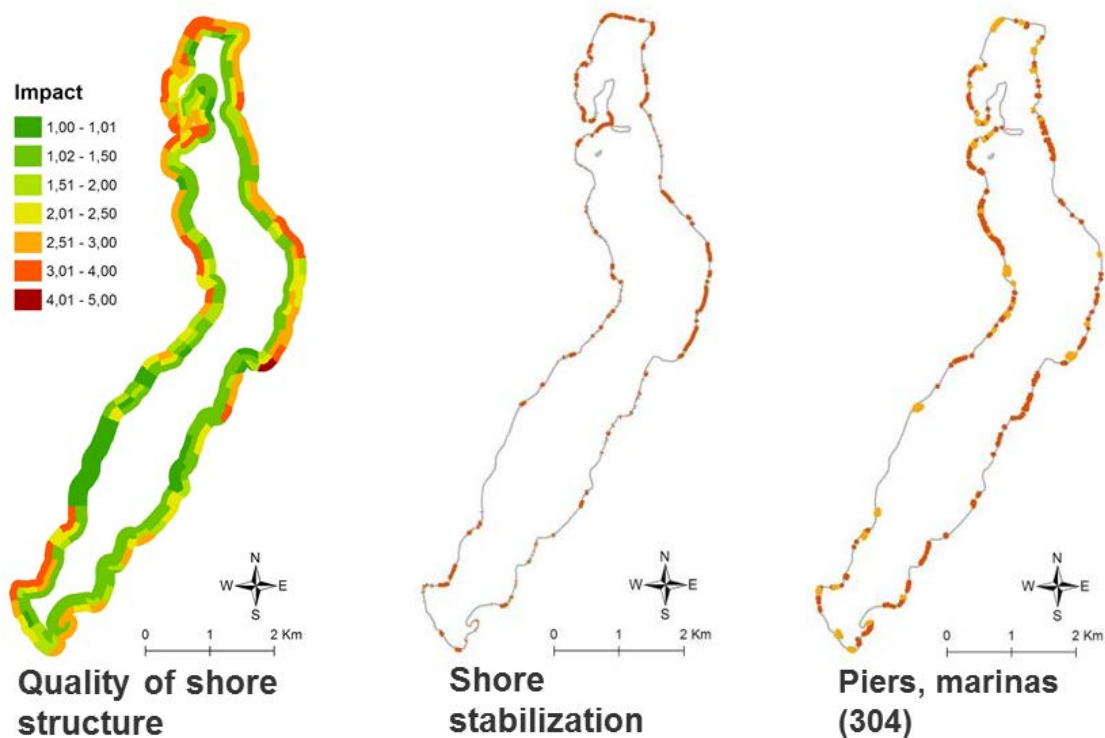 Impact
1,00 - 1,01
1,02 - 1,50
1,51 - 2,00
2,01 - 2,50
2,51 - 3,00
3,01 - 4,00
4,01 - 5,00
N
W E
S
0 1 2 Km
Quality of shore
structure
N
W E
S
0 1 2 Km
Shore
stabilization
N
W E
S
0 1 2 Km
Piers, marinas
(304)